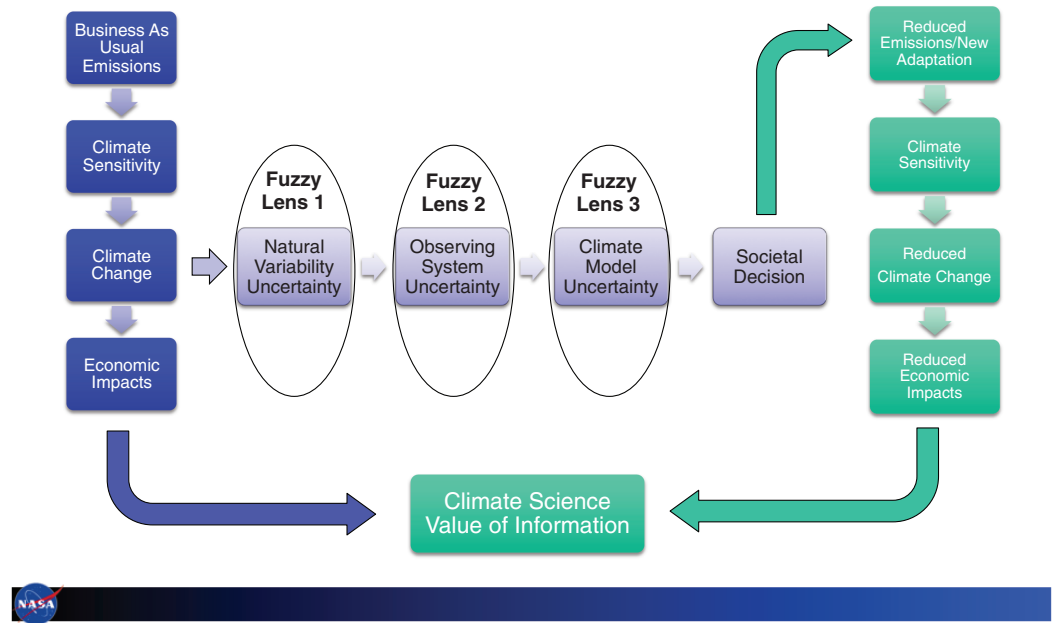 Business As
Usual
Emissions
Climate
Sensitivity
Climate
Change
Economic
Impacts
Fuzzy
Lens 1
Natural
Variability
Uncertainty
Fuzzy
Lens 2
Observing
System
Uncertainty
Fuzzy
Lens 3
Climate
Model
Uncertainty
Societal
Decision
Reduced
Emissions/New
Adaptation
Climate
Sensitivity
Reduced
Climate Change
Reduced
Economic
Impacts
Climate Science
Value of Information
NASA